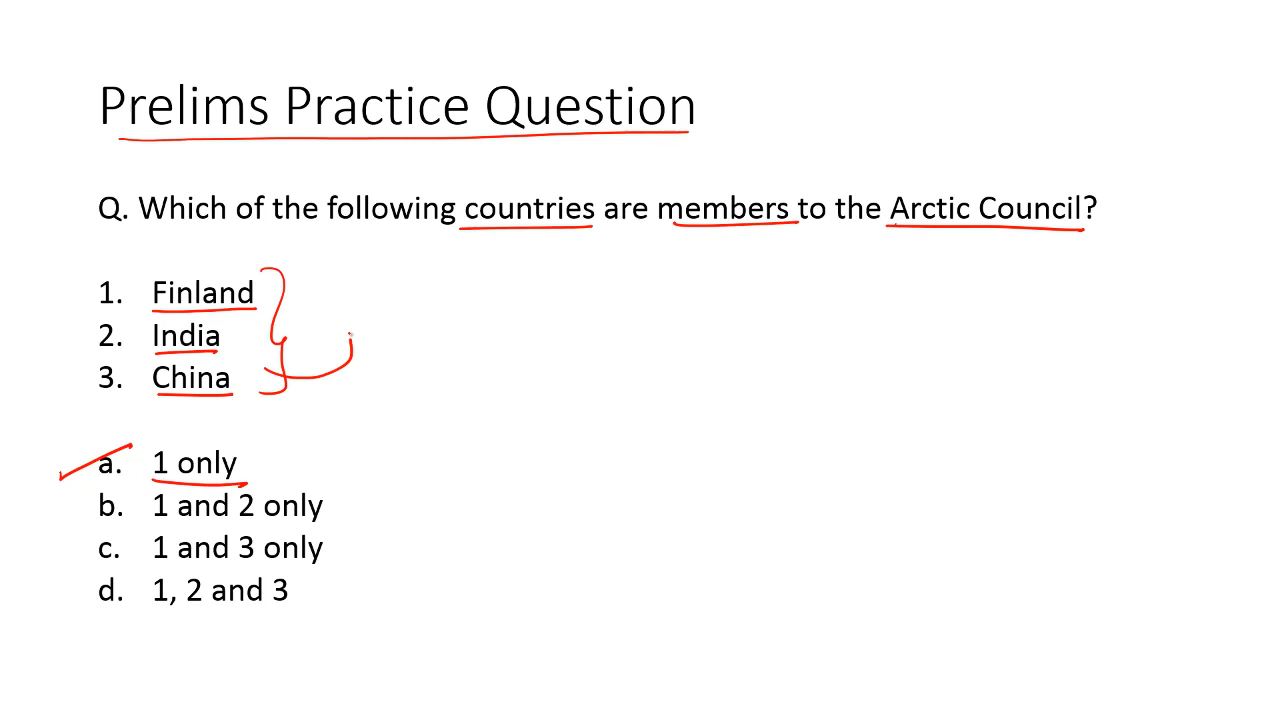 Prelims Practice Question
Q. Which of the following countries are members to the Arctic Council?
1. Finland
2. India
3. China
a. 1 only
b. 1 and 2 only
c. 1 and 3 only
d. 1, 2 and 3